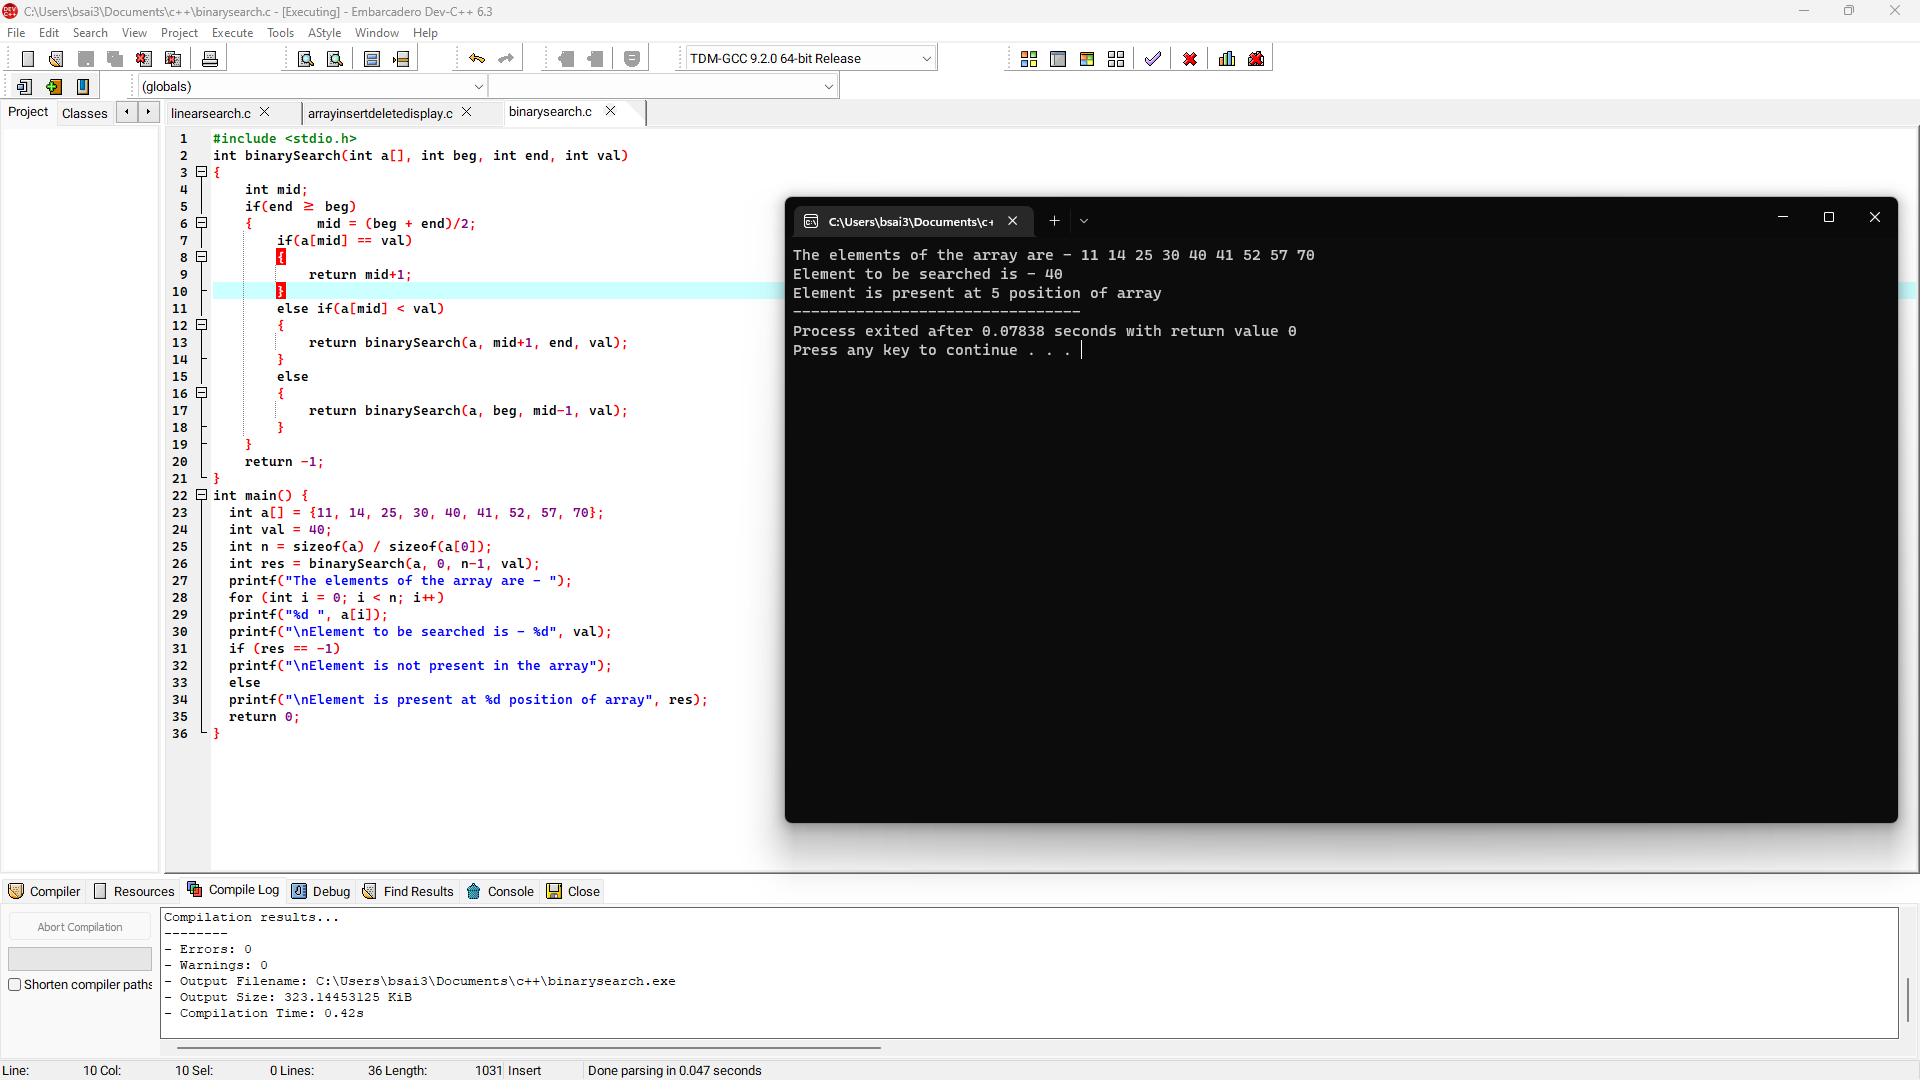 C:\Users\bsai3\Documents\c++\binarysearch.c - [Executing] - Embarcadero Dev-C++ 6.3
File Edit Search View Project Execute Tools AStyle Window Help
TDM-GCC 9.2.0 64-bit Release
(globals)
Project Classes linearsearch.c arrayinsertdeletedisplay.c binarysearch.c
1 #include <stdio.h>
2 int binarySearch(int a[], int beg, int end, int val)
3 {
4 int mid;
5 if(end ≥ beg)
6 { mid = (beg + end)/2;
7 if(a[mid] == val)
8 {
9 return mid+1;
10 }
11 else if(a[mid] < val)
12 {
13 return binarySearch(a, mid+1, end, val);
14 }
15 else
16 {
17 return binarySearch(a, beg, mid-1, val);
18 }
19 }
20 return -1;
21 }
22 int main() {
23 int a[] = {11, 14, 25, 30, 40, 41, 52, 57, 70};
24 int val = 40;
25 int n = sizeof(a) / sizeof(a[0]);
26 int res = binarySearch(a, 0, n-1, val);
27 printf("The elements of the array are - ");
28 for (int i = 0; i < n; i++)
29 printf("%d ", a[i]);
30 printf("\nElement to be searched is - %d", val);
31 if (res == -1)
32 printf("\nElement is not present in the array");
33 else
34 printf("\nElement is present at %d position of array", res);
35 return 0;
36 }
C:\Users\bsai3\Documents\c+
The elements of the array are - 11 14 25 30 40 41 52 57 70
Element to be searched is - 40
Element is present at 5 position of array
--------------------------------
Process exited after 0.07838 seconds with return value 0
Press any key to continue . . .
Compiler Resources Compile Log Debug Find Results Console Close
Abort Compilation
Shorten compiler paths
Compilation results...
--------
- Errors: 0
- Warnings: 0
- Output Filename: C:\Users\bsai3\Documents\c++\binarysearch.exe
- Output Size: 323.14453125 KiB
- Compilation Time: 0.42s
Line: 10 Col: 10 Sel: 0 Lines: 36 Length: 1031 Insert Done parsing in 0.047 seconds